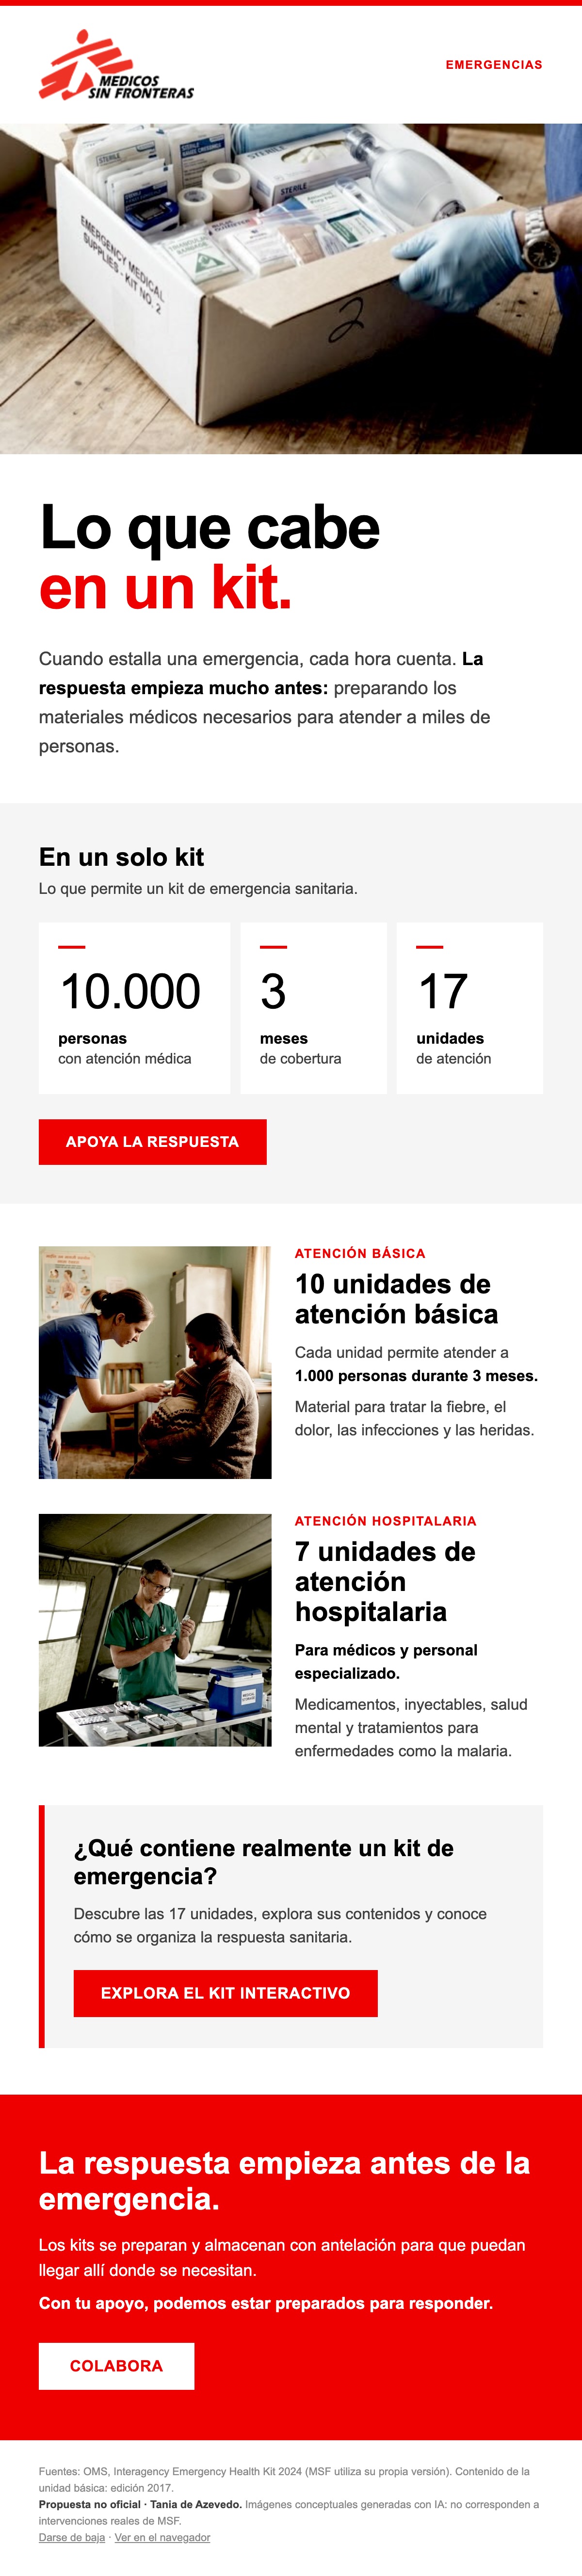 MEDICOS
SIN FRONTERAS
EMERGENCIAS
STERILE
EMERGENCY MEDICAL
SUPPLIES - KIT NO. 2
2
Lo que cabe
en un kit.
Cuando estalla una emergencia, cada hora cuenta. La
respuesta empieza mucho antes: preparando los
materiales médicos necesarios para atender a miles de
personas.
En un solo kit
Lo que permite un kit de emergencia sanitaria.
10.000
personas
con atención médica
3
meses
de cobertura
17
unidades
de atención
APOYA LA RESPUESTA
ATENCIÓN BÁSICA
10 unidades de
atención básica
Cada unidad permite atender a
1.000 personas durante 3 meses.
Material para tratar la fiebre, el
dolor, las infecciones y las heridas.
ATENCIÓN HOSPITALARIA
7 unidades de
atención
hospitalaria
Para médicos y personal
especializado.
Medicamentos, inyectables, salud
mental y tratamientos para
enfermedades como la malaria.
¿Qué contiene realmente un kit de
emergencia?
Descubre las 17 unidades, explora sus contenidos y conoce
cómo se organiza la respuesta sanitaria.
EXPLORA EL KIT INTERACTIVO
La respuesta empieza antes de la
emergencia.
Los kits se preparan y almacenan con antelación para que puedan
llegar allí donde se necesitan.
Con tu apoyo, podemos estar preparados para responder.
COLABORA
Fuentes: OMS, Interagency Emergency Health Kit 2024 (MSF utiliza su propia versión). Contenido de la
unidad básica: edición 2017.
Propuesta no oficial · Tania de Azevedo. Imágenes conceptuales generadas con IA: no corresponden a
intervenciones reales de MSF.
Darse de baja · Ver en el navegador